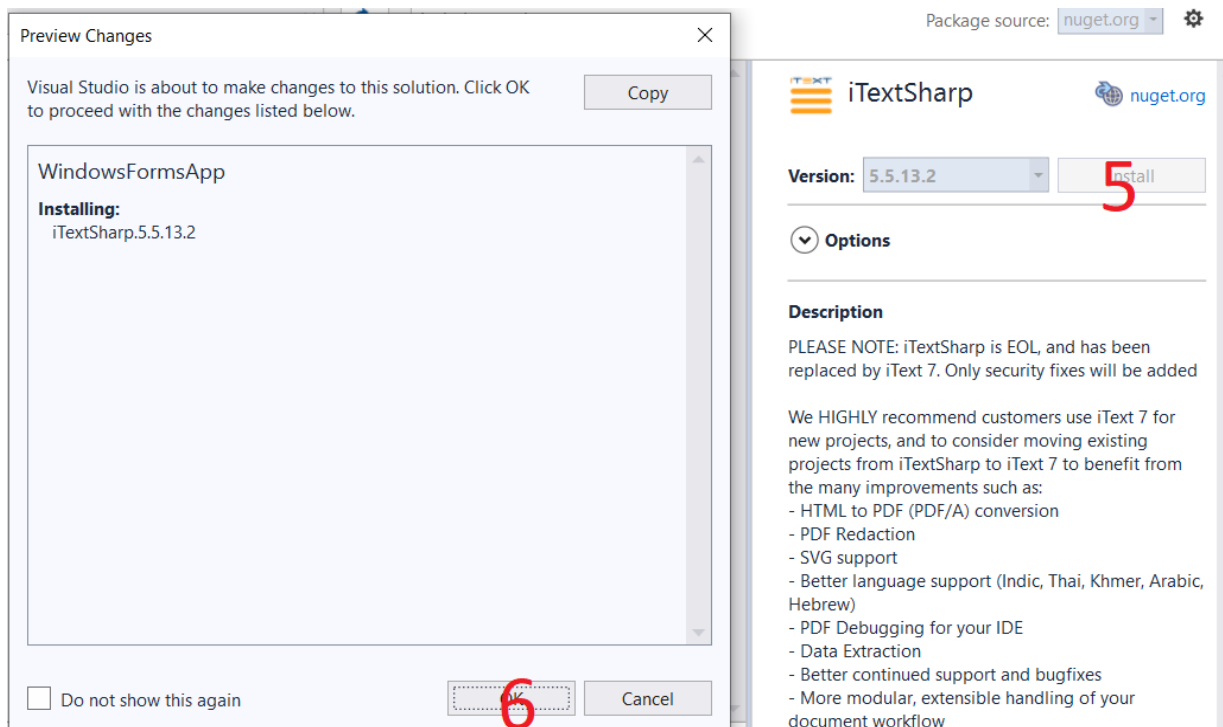 Preview Changes
Visual Studio is about to make changes to this solution. Click OK
to proceed with the changes listed below.
Copy
WindowsFormsApp
Installing:
iTextSharp.5.5.13.2
Do not show this again
OK
6
Cancel
Package source: nuget.org
iTEXT
iTextSharp
nuget.org
Version: 5.5.13.2
Install
5
Options
Description
PLEASE NOTE: iTextSharp is EOL, and has been
replaced by iText 7. Only security fixes will be added
We HIGHLY recommend customers use iText 7 for
new projects, and to consider moving existing
projects from iTextSharp to iText 7 to benefit from
the many improvements such as:
- HTML to PDF (PDF/A) conversion
- PDF Redaction
- SVG support
- Better language support (Indic, Thai, Khmer, Arabic,
Hebrew)
- PDF Debugging for your IDE
- Data Extraction
- Better continued support and bugfixes
- More modular, extensible handling of your
document workflow